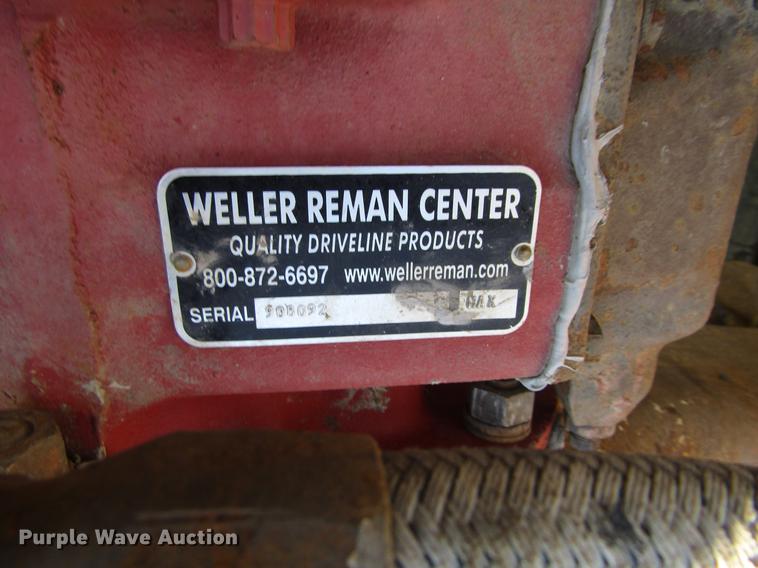 WELLER REMAN CENTER
QUALITY DRIVELINE PRODUCTS
800-872-6697 www.wellerreman.com
SERIAL
Purple Wave Auction